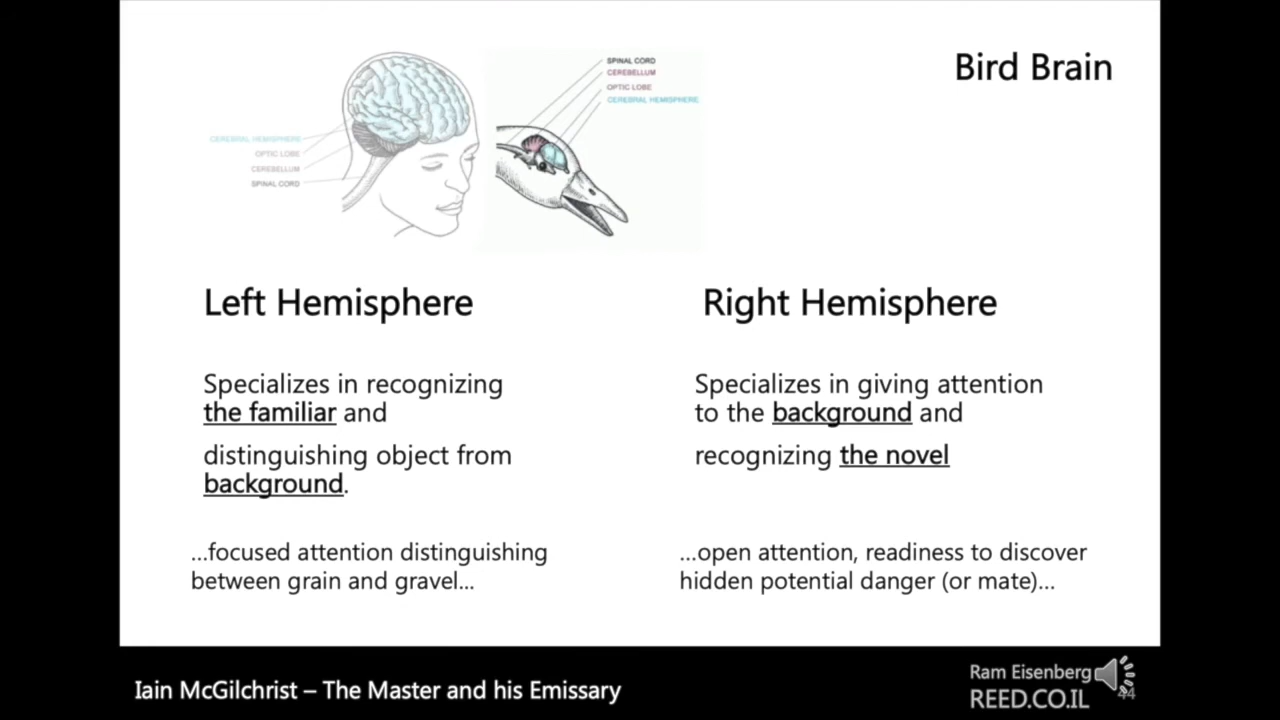 Bird Brain
CEREBRAL HEMISPHERE
OPTIC LOBE
CEREBELLUM
SPINAL CORD
SPINAL CORD
CEREBELLUM
OPTIC LOBE
CEREBRAL HEMISPHERE
Left Hemisphere
Specializes in recognizing
the familiar and
distinguishing object from
background.
...focused attention distinguishing
between grain and gravel...
Right Hemisphere
Specializes in giving attention
to the background and
recognizing the novel
...open attention, readiness to discover
hidden potential danger (or mate)...
Iain McGilchrist – The Master and his Emissary
Ram Eisenberg
REED.CO.IL
44